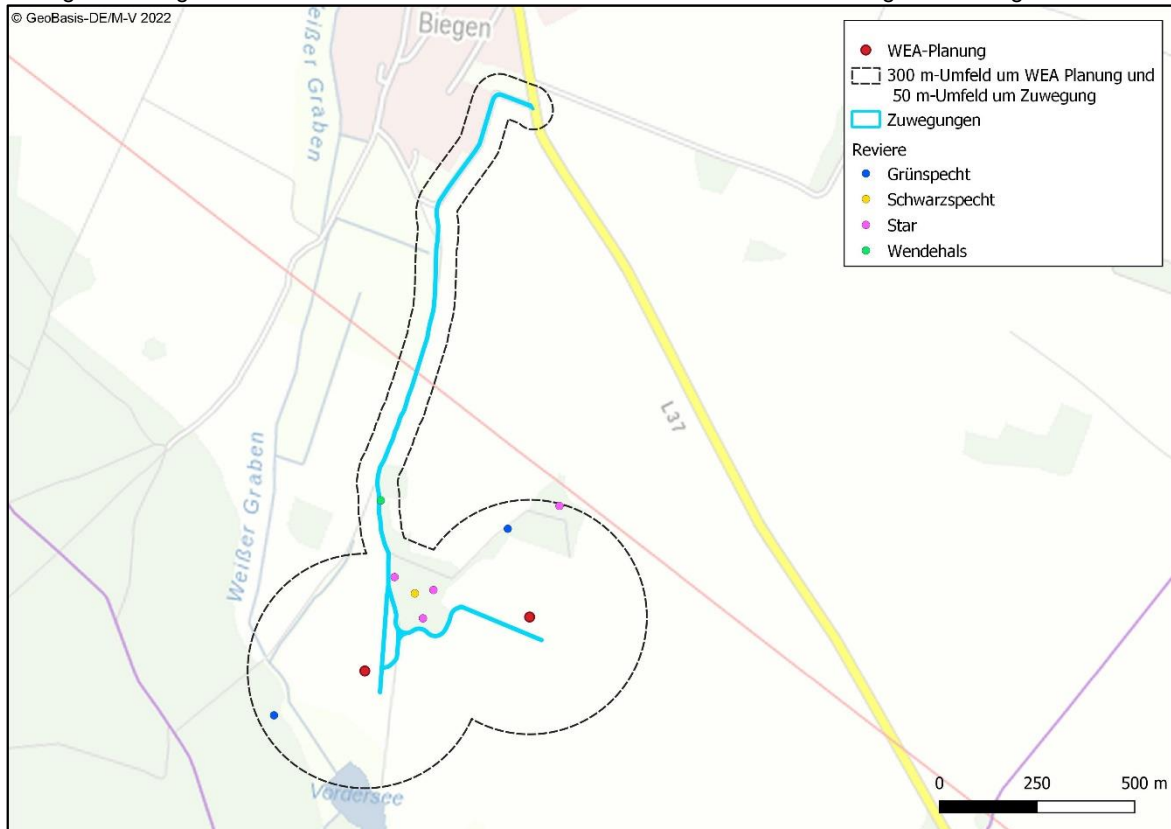 © GeoBasis-DE/M-V 2022
Biegen
Weißer Graben
WEA-Planung
300 m-Umfeld um WEA Planung und
50 m-Umfeld um Zuwegung
Zuwegungen
Reviere
Grünspecht
Schwarzspecht
Star
Wendehals
L37
Weißer Graben
Vordersee
0 250 500 m